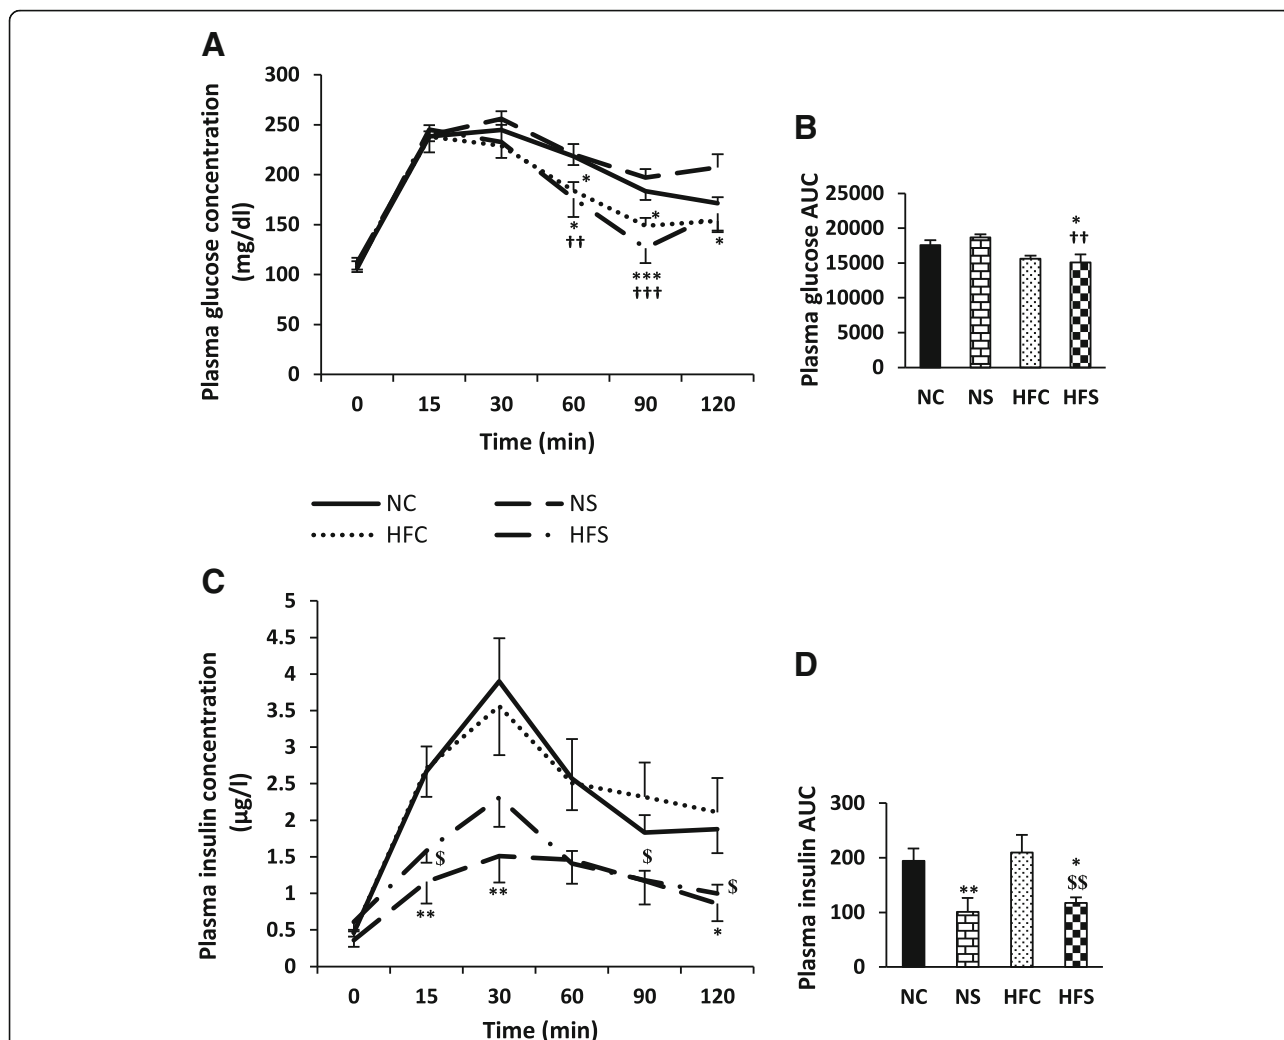 A
Plasma glucose concentration
(mg/dl)
300
250
200
150
100
50
0
*
*
††
*
***
†††
*
0 15 30 60 90 120
Time (min)
B
Plasma glucose AUC
25000
20000
15000
10000
5000
0
*
††
NC NS HFC HFS
NC NS
HFC HFS
C
Plasma insulin concentration
(µg/l)
5
4.5
4
3.5
3
2.5
2
1.5
1
0.5
0
$
**
**
$
$
*
0 15 30 60 90 120
Time (min)
D
Plasma insulin AUC
300
200
100
0
**
*
$$
NC NS HFC HFS